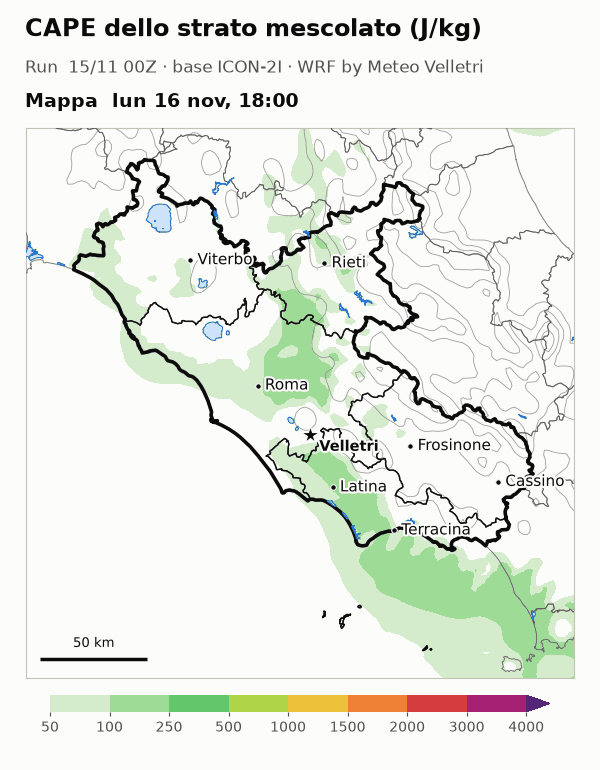 CAPE dello strato mescolato (J/kg)
Run  15/11 00Z · base ICON-2I · WRF by Meteo Velletri
Mappa  lun 16 nov, 18:00
Viterbo
Rieti
Roma
Velletri
Frosinone
Latina
Cassino
Terracina
50 km
50 100 250 500 1000 1500 2000 3000 4000